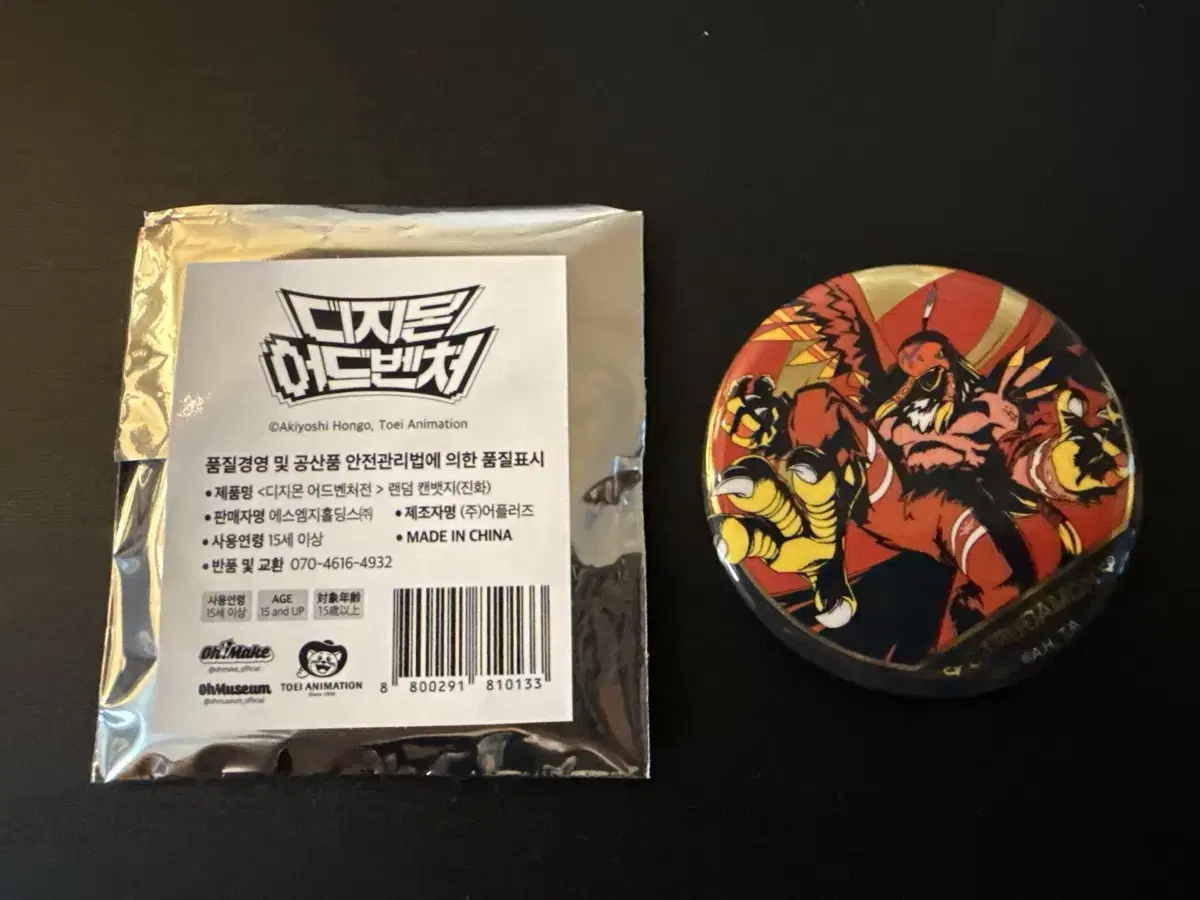 디지몬
어드벤처
©Akiyoshi Hongo, Toei Animation
품질경영 및 공산품 안전관리법에 의한 품질표시
• 제품명 <디지몬 어드벤처전 > 랜덤 캔뱃지(진화)
• 판매자명 에스엠지홀딩스㈜ • 제조자명 (주)어플러즈
• 사용연령 15세 이상 • MADE IN CHINA
• 반품 및 교환 070-4616-4932
사용연령 AGE 対象年齢
15세 이상 15 and UP 15歳以上
Oh!Make
@ohmake_official
OhMuseum
@ohmuseum_official
TOEI ANIMATION
Since 1956
8 800291 810133
©A.H, T.A